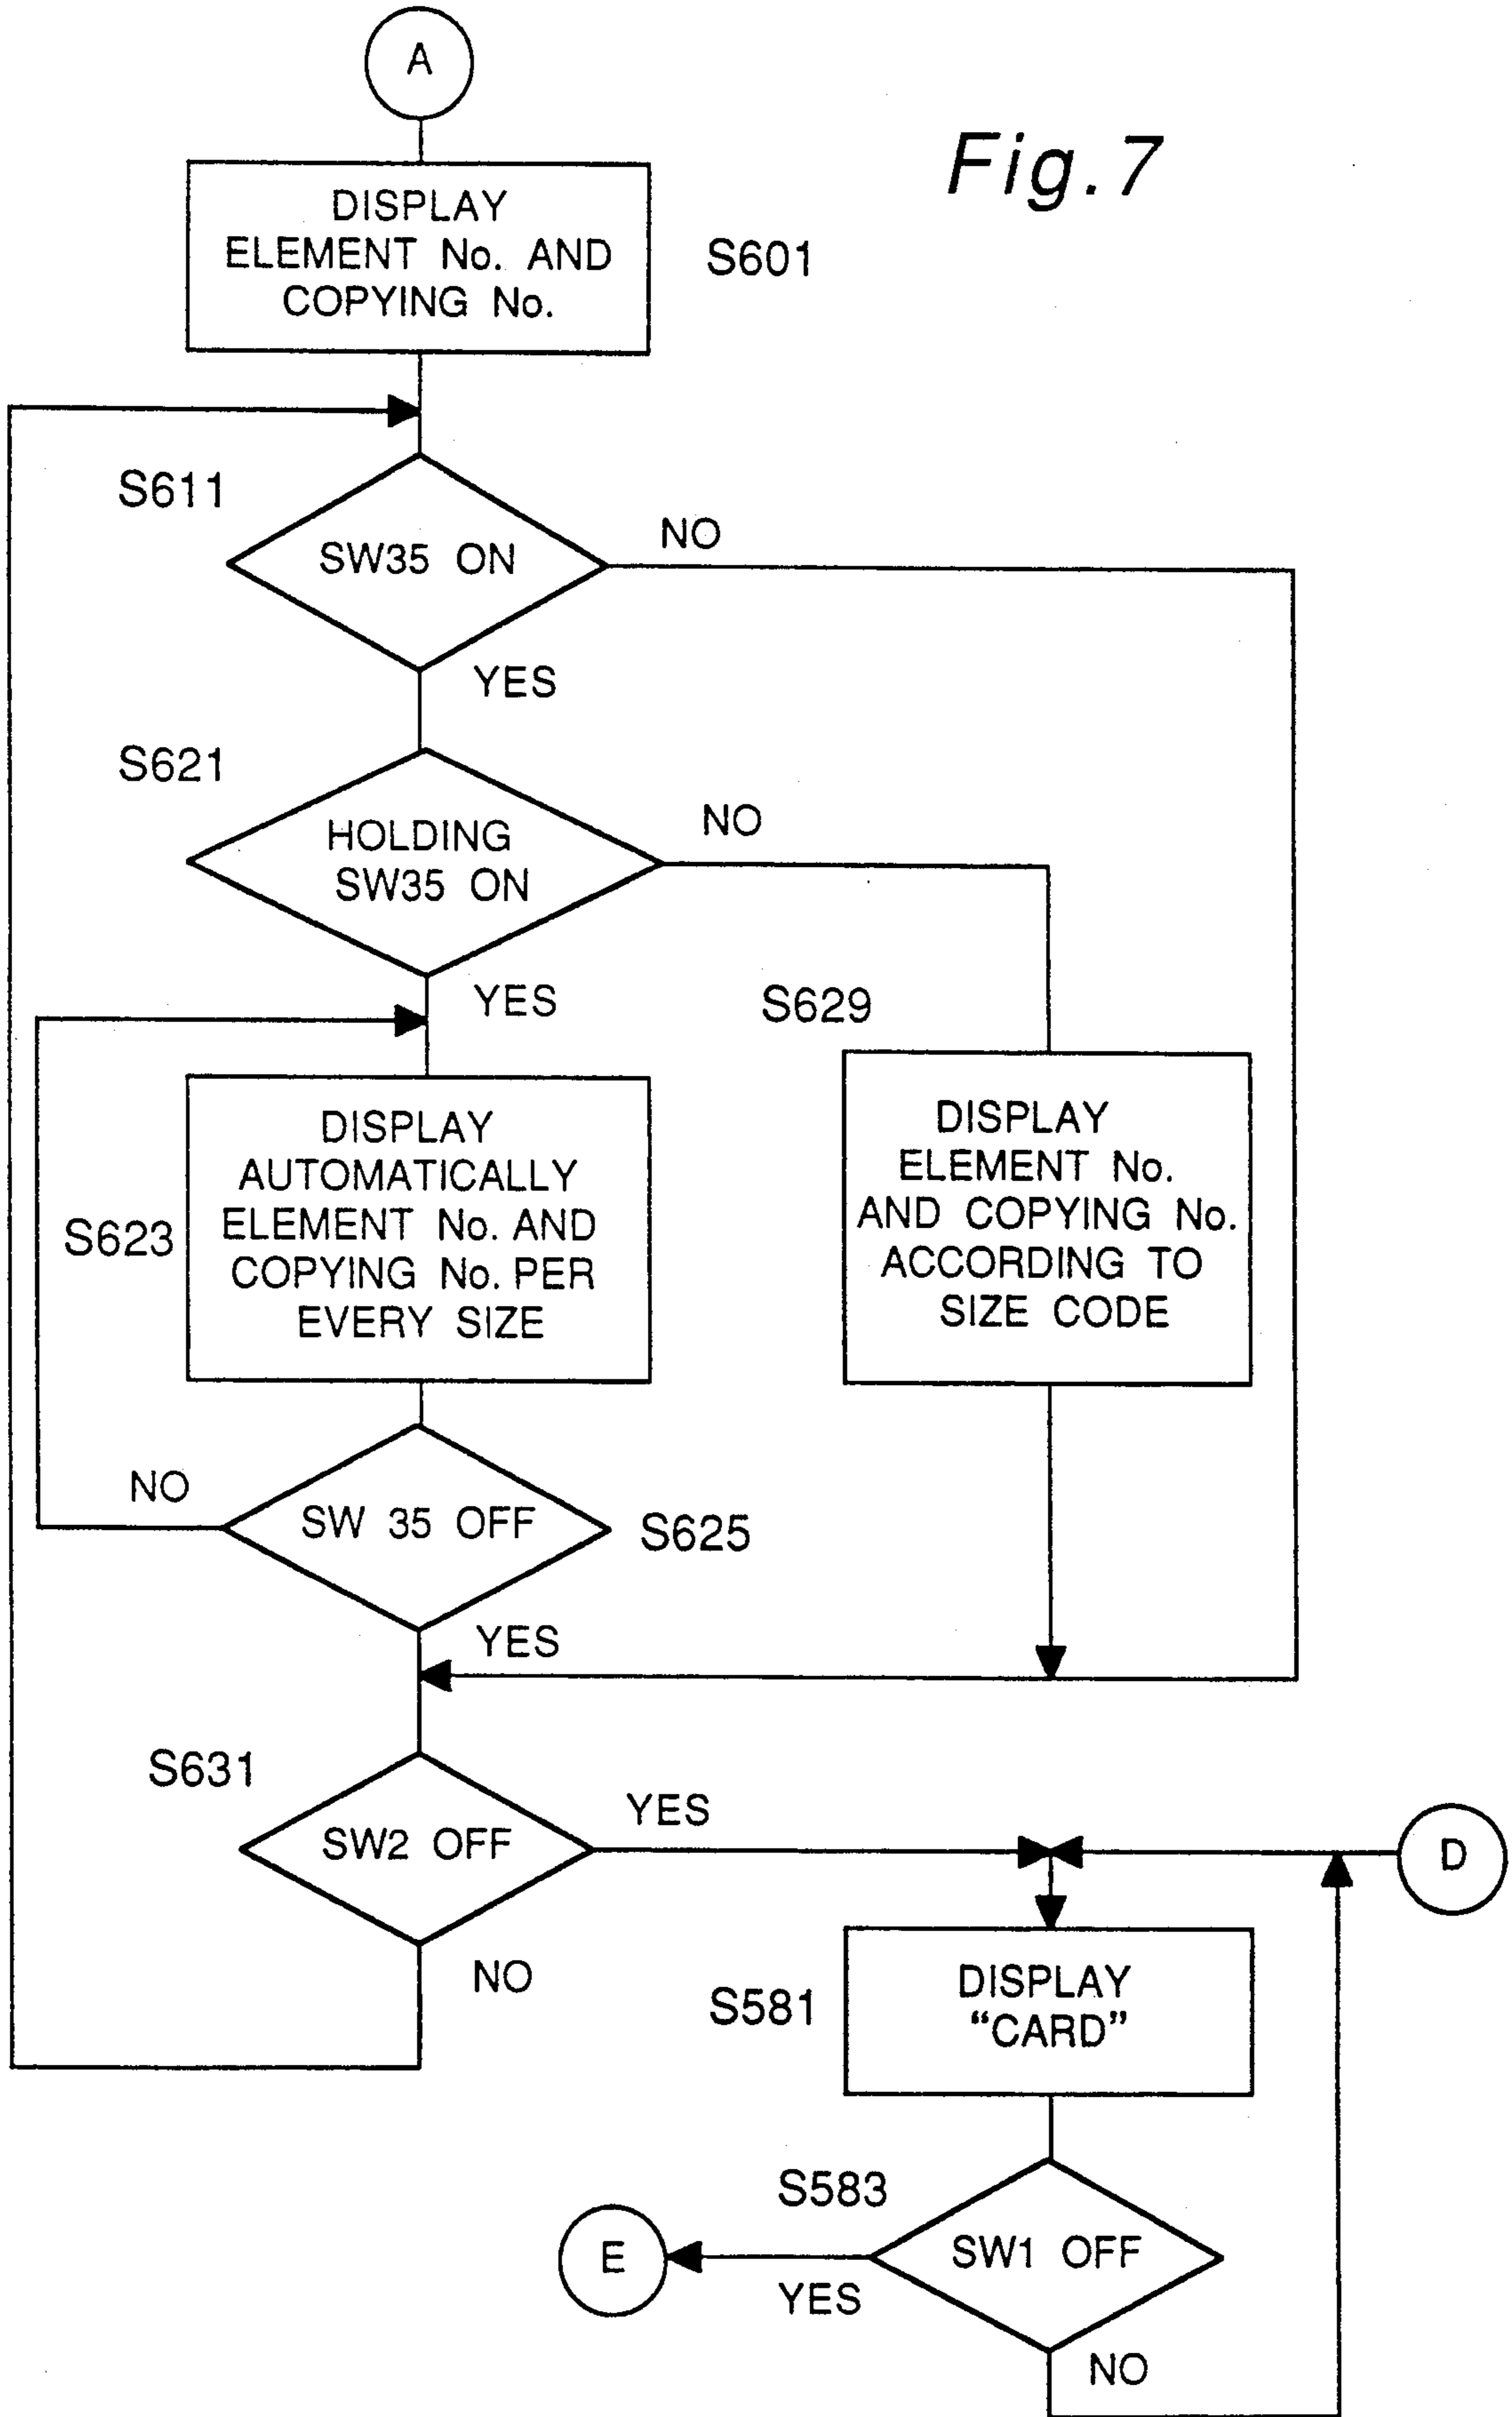 A
Fig.7
DISPLAY
ELEMENT No. AND
COPYING No.
S601
S611
SW35 ON
NO
YES
S621
HOLDING
SW35 ON
NO
YES
S629
S623
DISPLAY
AUTOMATICALLY
ELEMENT No. AND
COPYING No. PER
EVERY SIZE
DISPLAY
ELEMENT No.
AND COPYING No.
ACCORDING TO
SIZE CODE
NO
SW 35 OFF
S625
YES
S631
SW2 OFF
YES
NO
D
S581
DISPLAY
“CARD”
S583
SW1 OFF
E
YES
NO